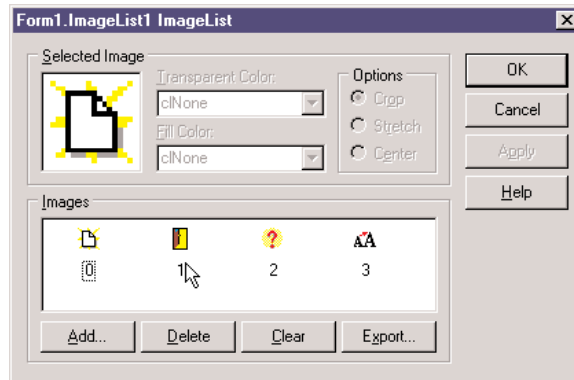 Form1.ImageList1 ImageList
Selected Image
Transparent Color:
clNone
Fill Color:
clNone
Options
Crop
Stretch
Center
OK
Cancel
Apply
Help
Images
0 1 2 3
Add... Delete Clear Export...